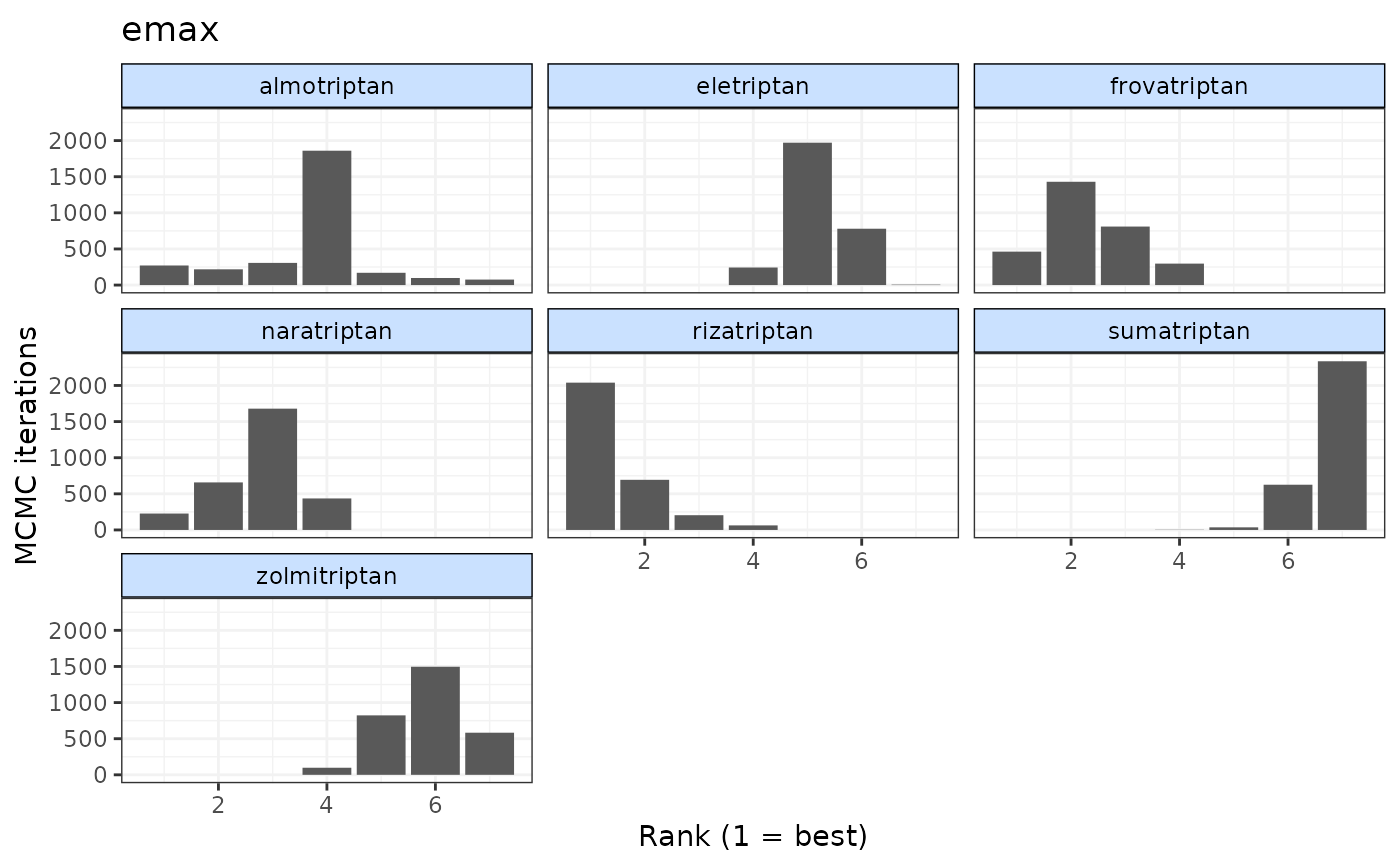 emax
almotriptan eletriptan frovatriptan
2000
1500
1000
500
0
naratriptan rizatriptan sumatriptan
2000
1500
1000
500
0
2 4 6 2 4 6
zolmitriptan
2000
1500
1000
500
0
2 4 6
MCMC iterations
Rank (1 = best)